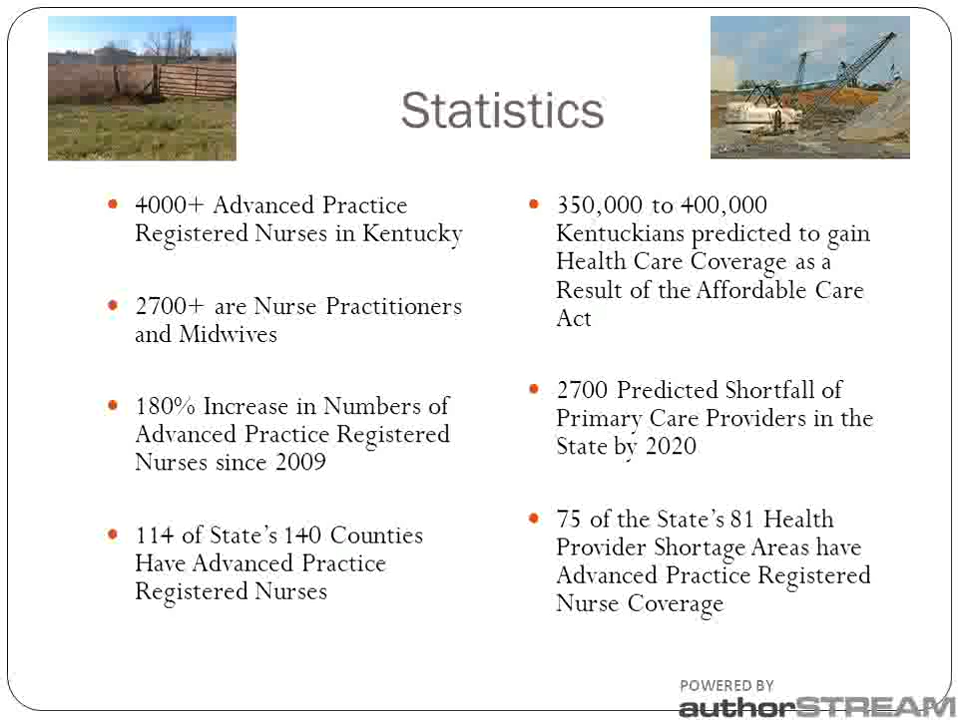 Statistics
4000+ Advanced Practice
Registered Nurses in Kentucky
2700+ are Nurse Practitioners
and Midwives
180% Increase in Numbers of
Advanced Practice Registered
Nurses since 2009
114 of State's 140 Counties
Have Advanced Practice
Registered Nurses
350,000 to 400,000
Kentuckians predicted to gain
Health Care Coverage as a
Result of the Affordable Care
Act
2700 Predicted Shortfall of
Primary Care Providers in the
State by 2020
75 of the State's 81 Health
Provider Shortage Areas have
Advanced Practice Registered
Nurse Coverage
POWERED BY
authorSTREAM